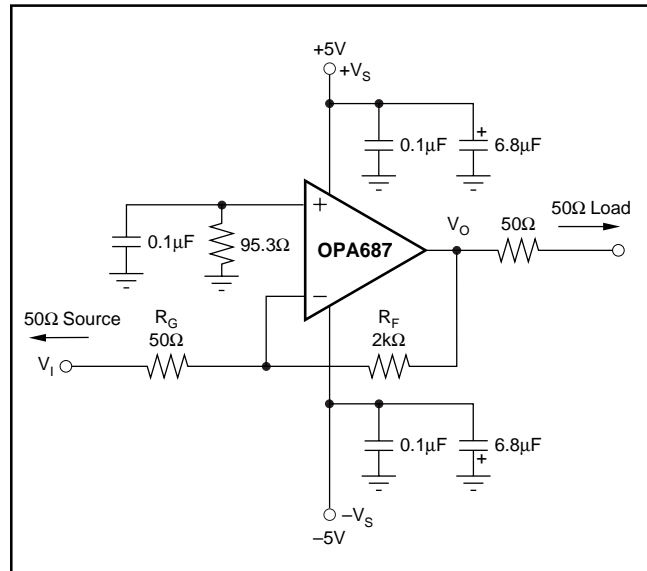 +5V
+V_S
0.1μF
6.8μF
+
+
0.1μF
95.3Ω
OPA687
V_O
50Ω
50Ω Load
−
50Ω Source
R_G
50Ω
R_F
2kΩ
V_I
0.1μF
6.8μF
+
−V_S
−5V